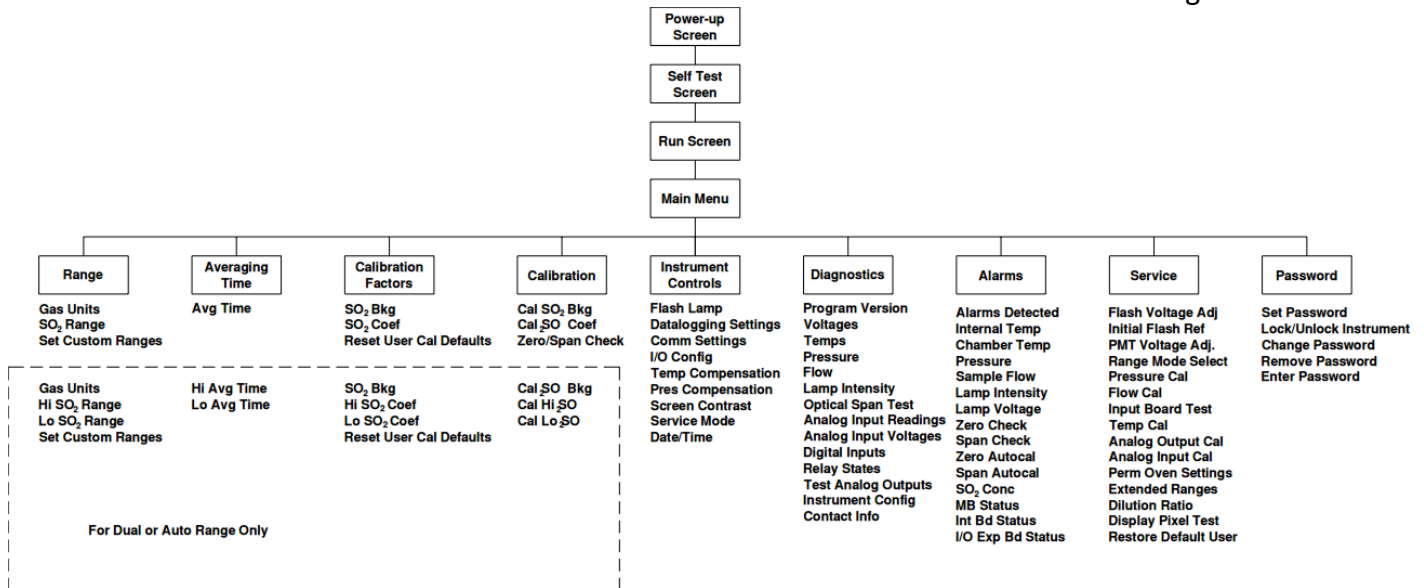 Power-up
Screen
Self Test
Screen
Run Screen
Main Menu
Range
Gas Units
SO₂ Range
Set Custom Ranges
Gas Units
Hi SO₂ Range
Lo SO₂ Range
Set Custom Ranges
Averaging
Time
Avg Time
Hi Avg Time
Lo Avg Time
Calibration
Factors
SO₂ Bkg
SO₂ Coef
Reset User Cal Defaults
SO₂ Bkg
Hi SO₂ Coef
Lo SO₂ Coef
Reset User Cal Defaults
Calibration
Cal SO₂ Bkg
Cal₂SO Coef
Zero/Span Check
Cal₂SO Bkg
Cal Hi₂SO
Cal Lo₂SO
For Dual or Auto Range Only
Instrument
Controls
Flash Lamp
Datalogging Settings
Comm Settings
I/O Config
Temp Compensation
Pres Compensation
Screen Contrast
Service Mode
Date/Time
Diagnostics
Program Version
Voltages
Temps
Pressure
Flow
Lamp Intensity
Optical Span Test
Analog Input Readings
Analog Input Voltages
Digital Inputs
Relay States
Test Analog Outputs
Instrument Config
Contact Info
Alarms
Alarms Detected
Internal Temp
Chamber Temp
Pressure
Sample Flow
Lamp Intensity
Lamp Voltage
Zero Check
Span Check
Zero Autocal
Span Autocal
SO₂ Conc
MB Status
Int Bd Status
I/O Exp Bd Status
Service
Flash Voltage Adj
Initial Flash Ref
PMT Voltage Adj.
Range Mode Select
Pressure Cal
Flow Cal
Input Board Test
Temp Cal
Analog Output Cal
Analog Input Cal
Perm Oven Settings
Extended Ranges
Dilution Ratio
Display Pixel Test
Restore Default User
Password
Set Password
Lock/Unlock Instrument
Change Password
Remove Password
Enter Password